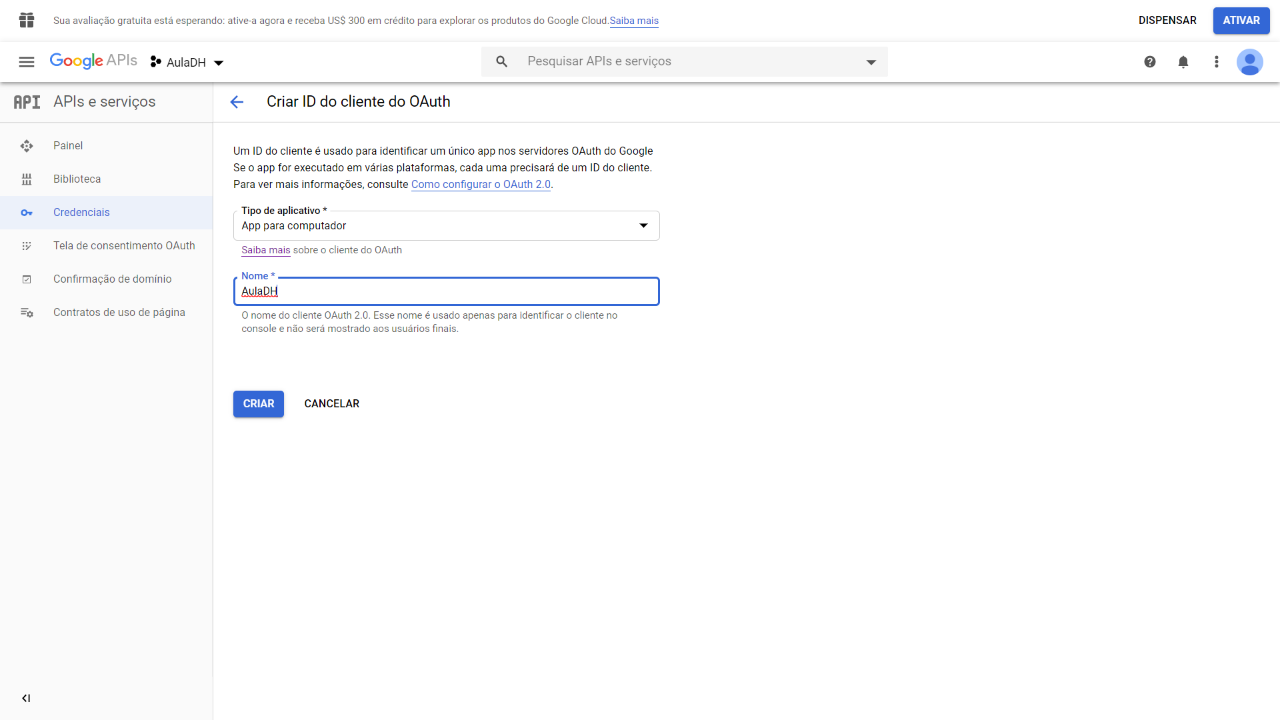 Sua avaliação gratuita está esperando: ative-a agora e receba US$ 300 em crédito para explorar os produtos do Google Cloud.Saiba mais
DISPENSAR
ATIVAR
Google APIs
AulaDH
Pesquisar APIs e serviços
API APIs e serviços
Criar ID do cliente do OAuth
Painel
Biblioteca
Credenciais
Tela de consentimento OAuth
Confirmação de domínio
Contratos de uso de página
Um ID do cliente é usado para identificar um único app nos servidores OAuth do Google
Se o app for executado em várias plataformas, cada uma precisará de um ID do cliente.
Para ver mais informações, consulte Como configurar o OAuth 2.0.
Tipo de aplicativo *
App para computador
Saiba mais sobre o cliente do OAuth
Nome *
AulaDH
O nome do cliente OAuth 2.0. Esse nome é usado apenas para identificar o cliente no
console e não será mostrado aos usuários finais.
CRIAR
CANCELAR